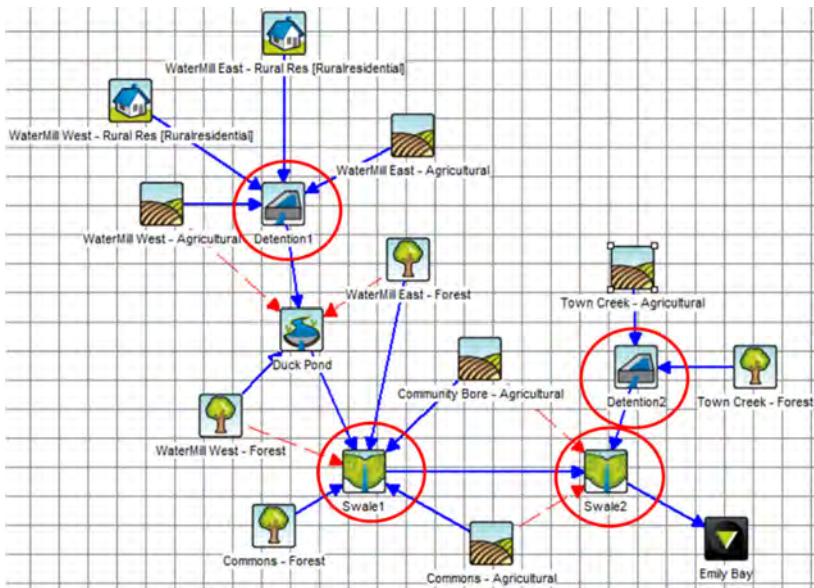 WaterMill East - Rural Res [Ruralresidential]
WaterMill West - Rural Res [Ruralresidential]
WaterMill East - Agricultural
WaterMill West - Agricultural
Detention1
WaterMill East - Forest
Town Creek - Agricultural
Duck Pond
Community Bore - Agricultural
Detention2
Town Creek - Forest
WaterMill West - Forest
Swale1
Swale2
Commons - Forest
Commons - Agricultural
Emily Bay